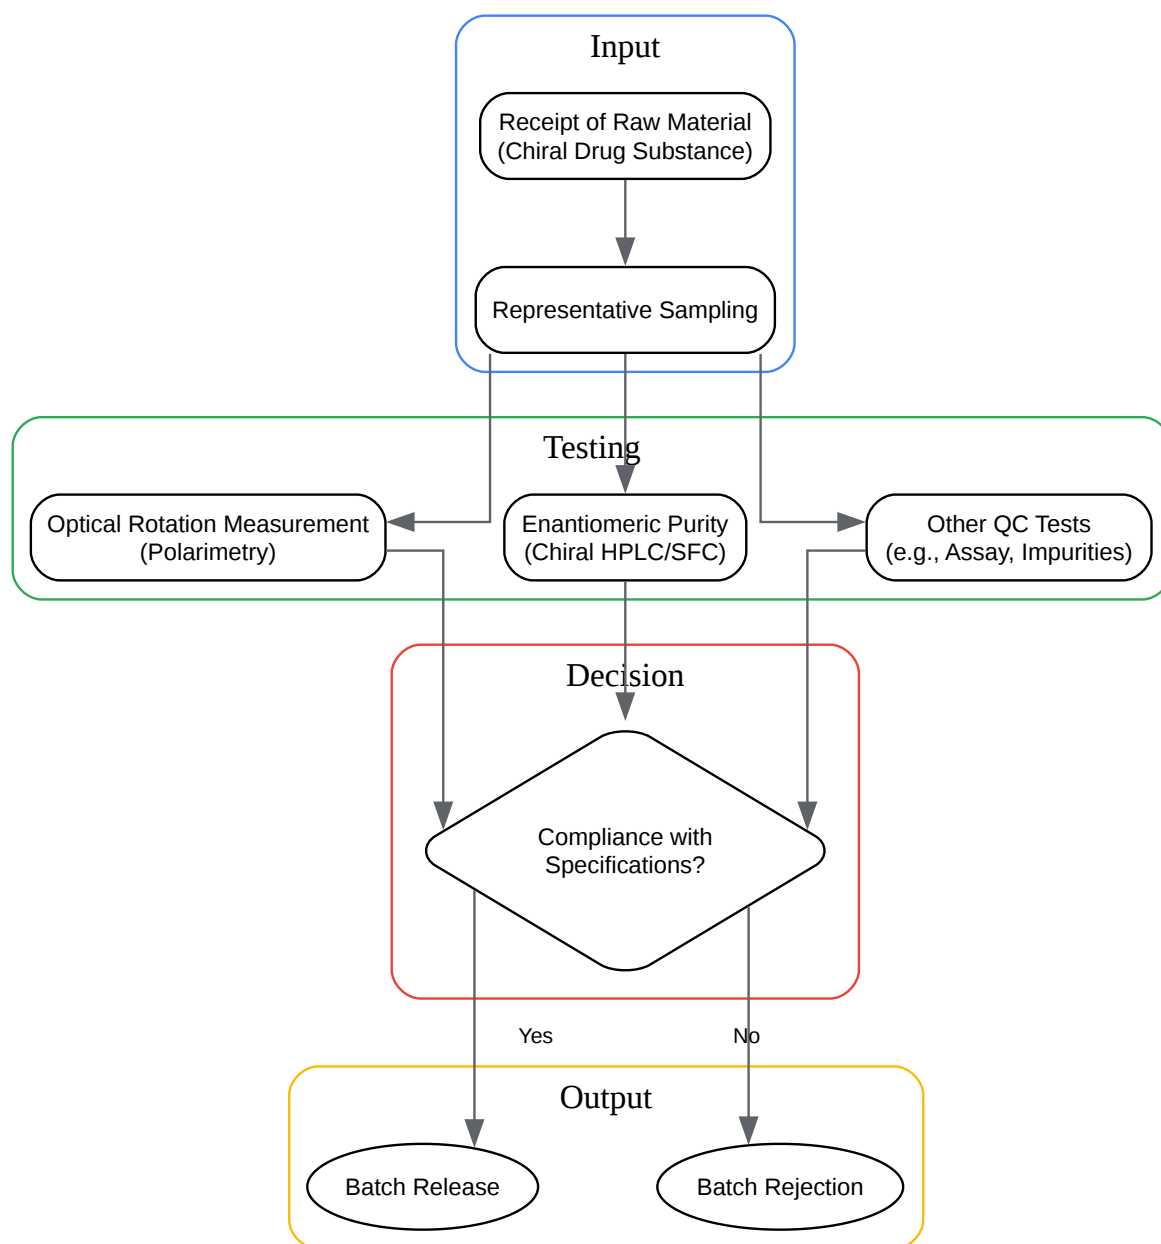 Input
Receipt of Raw Material
(Chiral Drug Substance)
Representative Sampling
Testing
Optical Rotation Measurement
(Polarimetry)
Enantiomeric Purity
(Chiral HPLC/SFC)
Other QC Tests
(e.g., Assay, Impurities)
Decision
Compliance with
Specifications?
Yes
No
Output
Batch Release
Batch Rejection